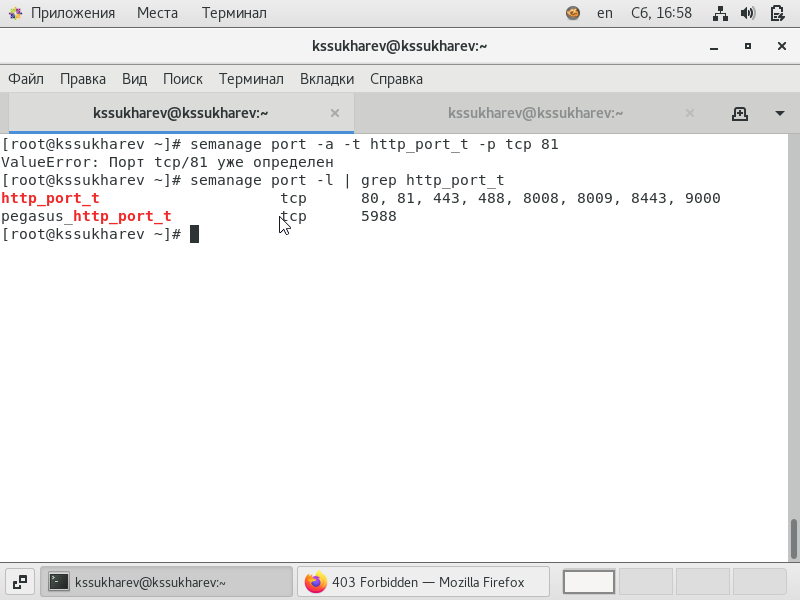 Приложения Места Терминал en Сб, 16:58
kssukharev@kssukharev:~
Файл Правка Вид Поиск Терминал Вкладки Справка
kssukharev@kssukharev:~ kssukharev@kssukharev:~
[root@kssukharev ~]# semanage port -a -t http_port_t -p tcp 81
ValueError: Порт tcp/81 уже определен
[root@kssukharev ~]# semanage port -l | grep http_port_t
http_port_t tcp 80, 81, 443, 488, 8008, 8009, 8443, 9000
pegasus_http_port_t tcp 5988
[root@kssukharev ~]#
kssukharev@kssukharev:~ 403 Forbidden — Mozilla Firefox